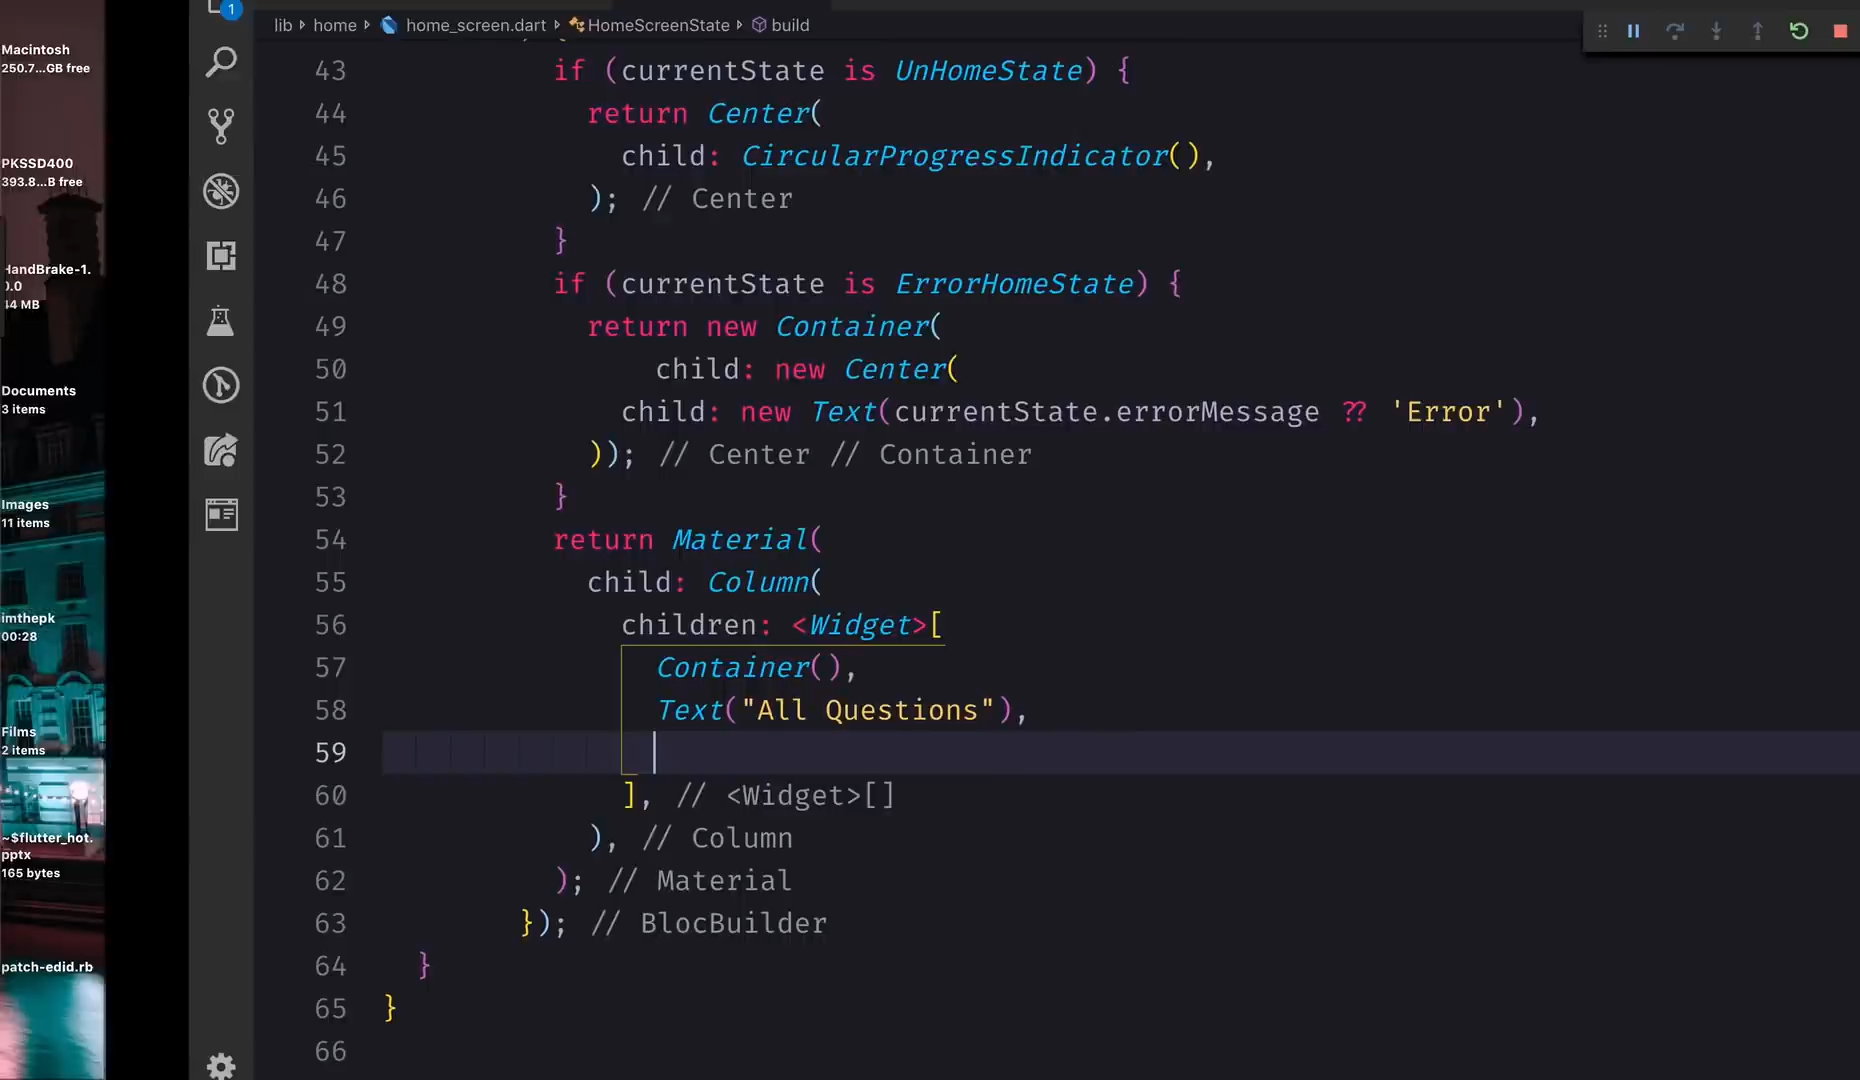 Macintosh
250.7...GB free
PKSSD400
393.8...B free
HandBrake-1.
0.0
44 MB
Documents
3 items
Images
11 items
imthepk
00:28
Films
2 items
~$flutter_hot.
pptx
165 bytes
patch-edid.rb
1
lib home home_screen.dart HomeScreenState build
43 if (currentState is UnHomeState) {
44 return Center(
45 child: CircularProgressIndicator(),
46 ); // Center
47 }
48 if (currentState is ErrorHomeState) {
49 return new Container(
50 child: new Center(
51 child: new Text(currentState.errorMessage ?? 'Error'),
52 )); // Center // Container
53 }
54 return Material(
55 child: Column(
56 children: <Widget>[
57 Container(),
58 Text("All Questions"),
59
60 ], // <Widget>[]
61 ), // Column
62 ); // Material
63 }); // BlocBuilder
64 }
65 }
66